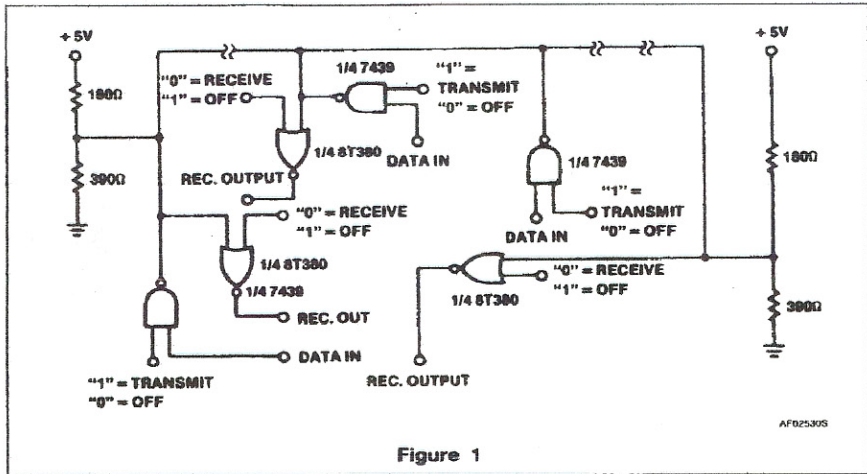 + 5V
180Ω
390Ω
"0" = RECEIVE
"1" = OFF
1/4 7439
"1" =
TRANSMIT
"0" = OFF
DATA IN
1/4 8T380
REC. OUTPUT
"0" = RECEIVE
"1" = OFF
1/4 8T380
1/4 7439
REC. OUT
DATA IN
"1" = TRANSMIT
"0" = OFF
1/4 7439
"1" =
TRANSMIT
"0" = OFF
DATA IN
"0" = RECEIVE
"1" = OFF
1/4 8T380
REC. OUTPUT
+ 5V
180Ω
390Ω
AF02530S
Figure 1